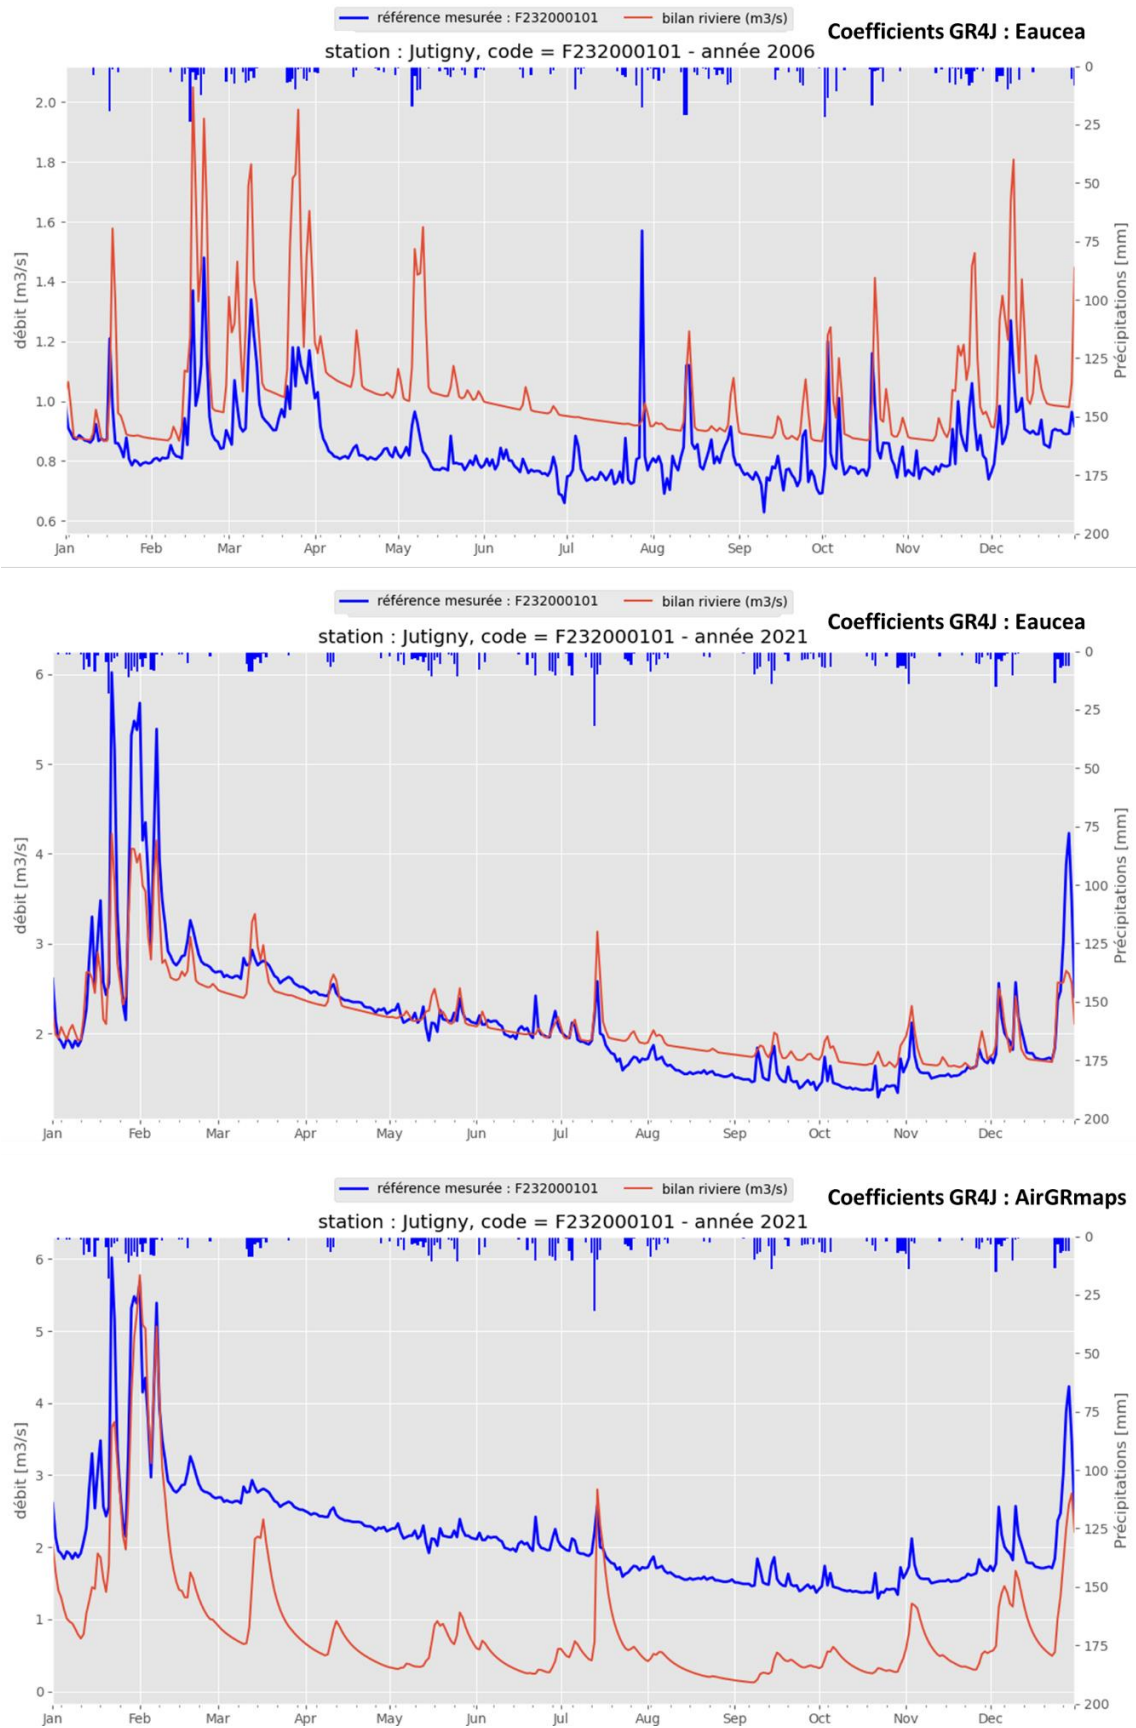 référence mesurée : F232000101 bilan riviere (m3/s)
Coefficients GR4J : Eaucea
station : Jutigny, code = F232000101 - année 2006
débit [m3/s]
2.0
1.8
1.6
1.4
1.2
1.0
0.8
0.6
Précipitations [mm]
0
25
50
75
100
125
150
175
200
Jan Feb Mar Apr May Jun Jul Aug Sep Oct Nov Dec
référence mesurée : F232000101 bilan riviere (m3/s)
Coefficients GR4J : Eaucea
station : Jutigny, code = F232000101 - année 2021
débit [m3/s]
6
5
4
3
2
Précipitations [mm]
0
25
50
75
100
125
150
175
200
Jan Feb Mar Apr May Jun Jul Aug Sep Oct Nov Dec
référence mesurée : F232000101 bilan riviere (m3/s)
Coefficients GR4J : AirGRmaps
station : Jutigny, code = F232000101 - année 2021
débit [m3/s]
6
5
4
3
2
1
0
Précipitations [mm]
0
25
50
75
100
125
150
175
200
Jan Feb Mar Apr May Jun Jul Aug Sep Oct Nov Dec